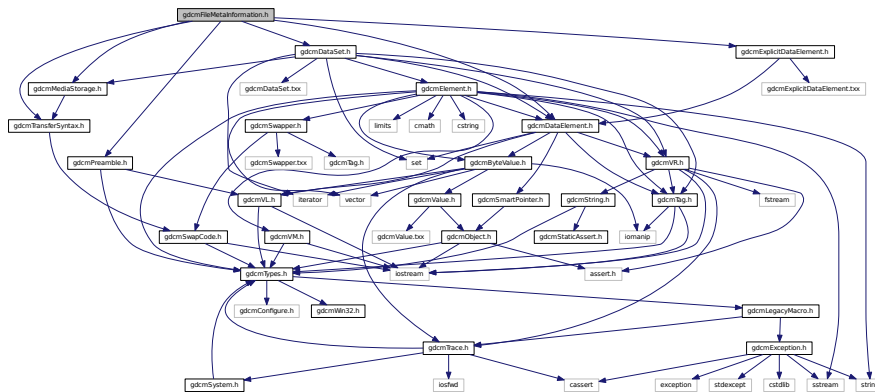 gdcmFileMetaInformation.h
gdcmDataSet.h
gdcmExplicitDataElement.h
gdcmMediaStorage.h
gdcmDataSet.txx
gdcmElement.h
gdcmExplicitDataElement.txx
gdcmTransferSyntax.h
gdcmSwapper.h
limits
cmath
cstring
gdcmDataElement.h
gdcmPreamble.h
gdcmSwapper.txx
gdcmTag.h
set
gdcmByteValue.h
gdcmVR.h
gdcmVL.h
iterator
vector
gdcmValue.h
gdcmSmartPointer.h
gdcmString.h
gdcmTag.h
fstream
gdcmSwapCode.h
gdcmVM.h
gdcmValue.txx
gdcmObject.h
gdcmStaticAssert.h
iomanip
gdcmTypes.h
iostream
assert.h
gdcmConfigure.h
gdcmWin32.h
gdcmLegacyMacro.h
gdcmTrace.h
gdcmException.h
gdcmSystem.h
iosfwd
cassert
exception
stdexcept
cstdlib
sstream